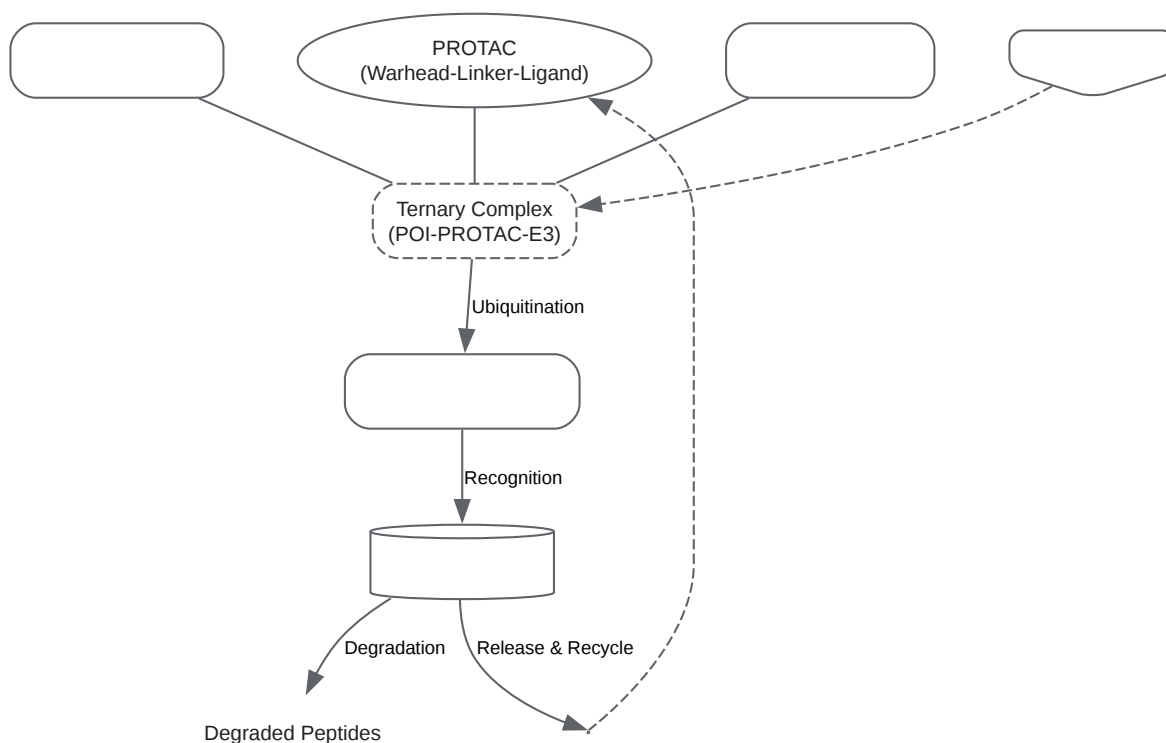 PROTAC
(Warhead-Linker-Ligand)
Ternary Complex
(POI-PROTAC-E3)
Ubiquitination
Recognition
Degradation
Release & Recycle
Degraded Peptides